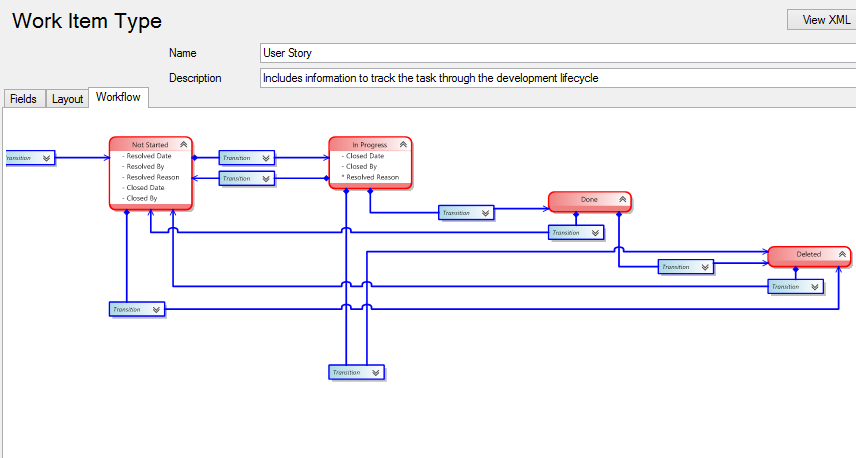 Work Item Type
View XML
Name
User Story
Description
Includes information to track the task through the development lifecycle
Fields
Layout
Workflow
Transition
Not Started
- Resolved Date
- Resolved By
- Resolved Reason
- Closed Date
- Closed By
Transition
Transition
In Progress
- Closed Date
- Closed By
* Resolved Reason
Transition
Done
Transition
Deleted
Transition
Transition
Transition
Transition